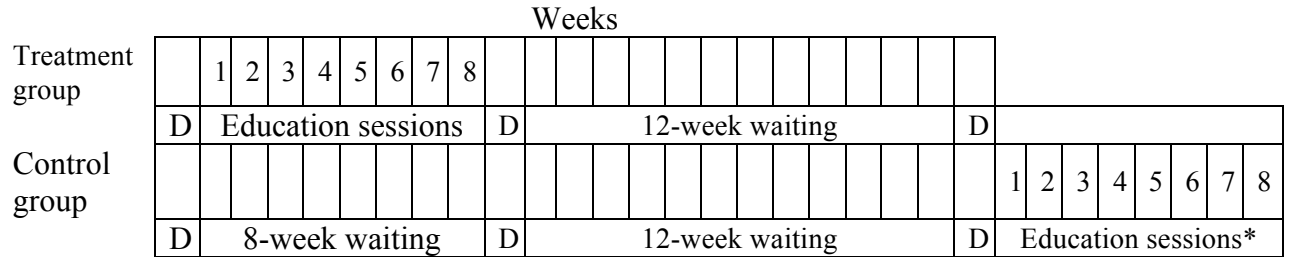 Weeks
Treatment group
1 2 3 4 5 6 7 8
D Education sessions D 12-week waiting D
Control group
1 2 3 4 5 6 7 8
D 8-week waiting D 12-week waiting D Education sessions*